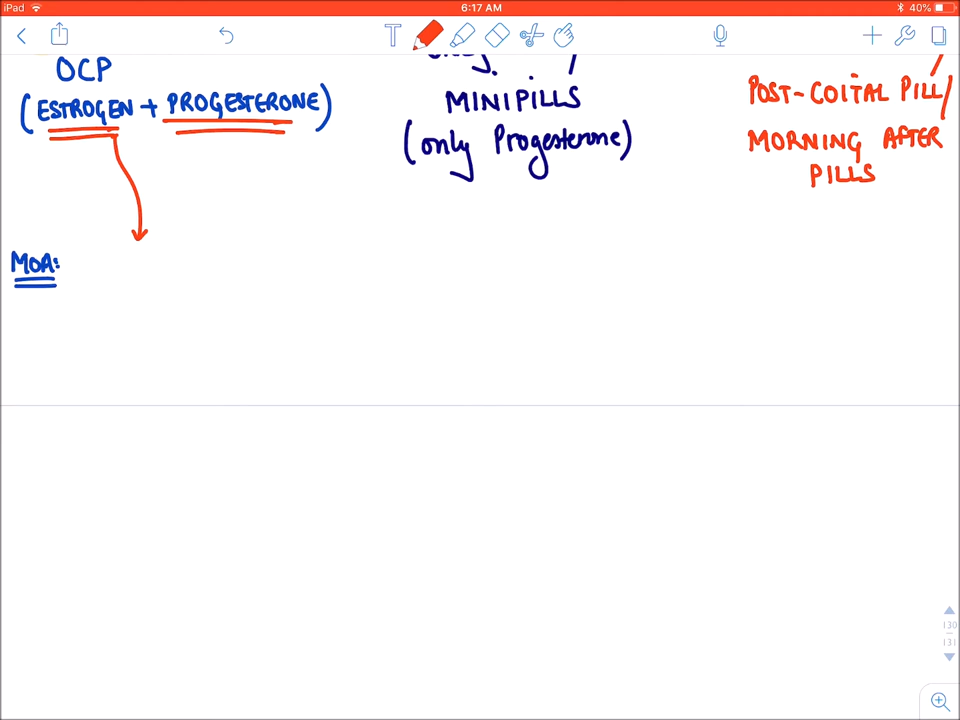 iPad
6:17 AM
40%
T
OCP
(ESTROGEN + PROGESTERONE)
MINIPILLS
(only Progesterone)
POST-COITAL PILL/
MORNING AFTER
PILLS
MOA:
130
131